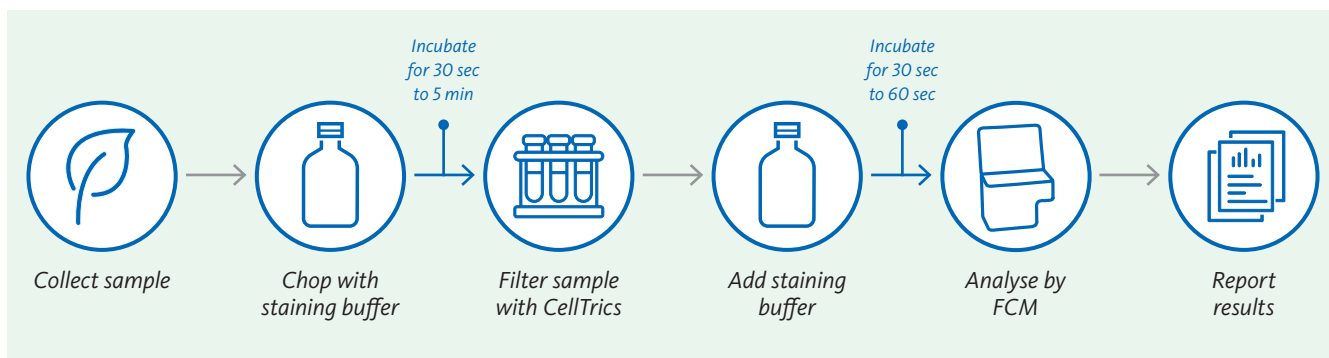 Incubate
for 30 sec
to 5 min
Incubate
for 30 sec
to 60 sec
Collect sample
Chop with
staining buffer
Filter sample
with CellTrics
Add staining
buffer
Analyse by
FCM
Report
results